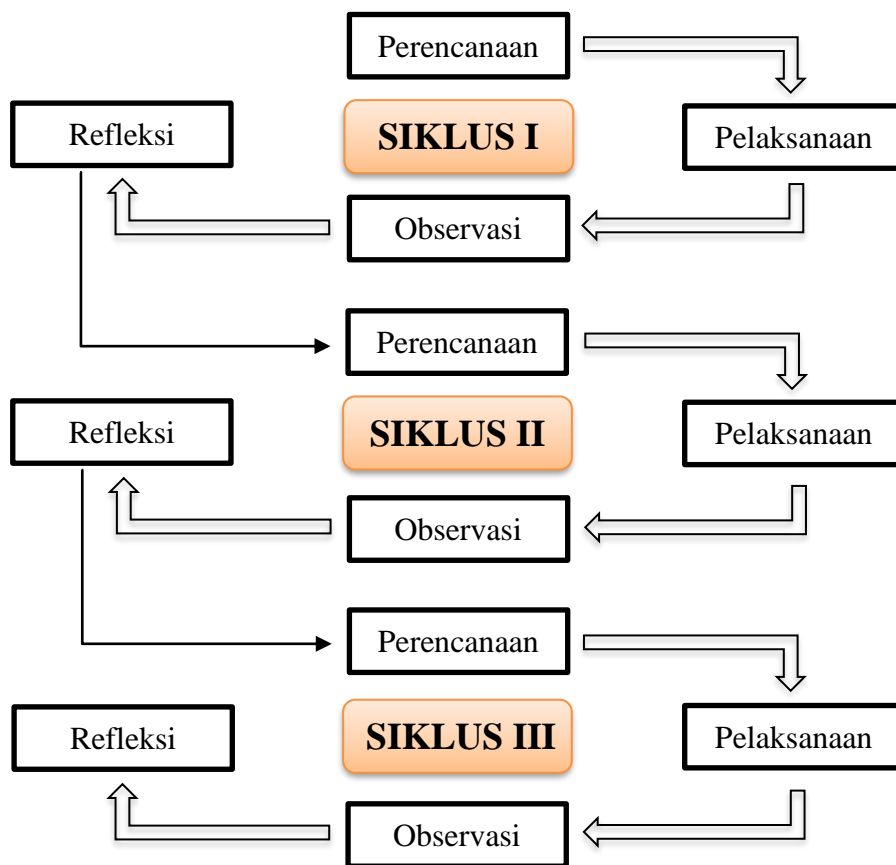 Perencanaan
Refleksi
SIKLUS I
Pelaksanaan
Observasi
Perencanaan
Refleksi
SIKLUS II
Pelaksanaan
Observasi
Perencanaan
Refleksi
SIKLUS III
Pelaksanaan
Observasi